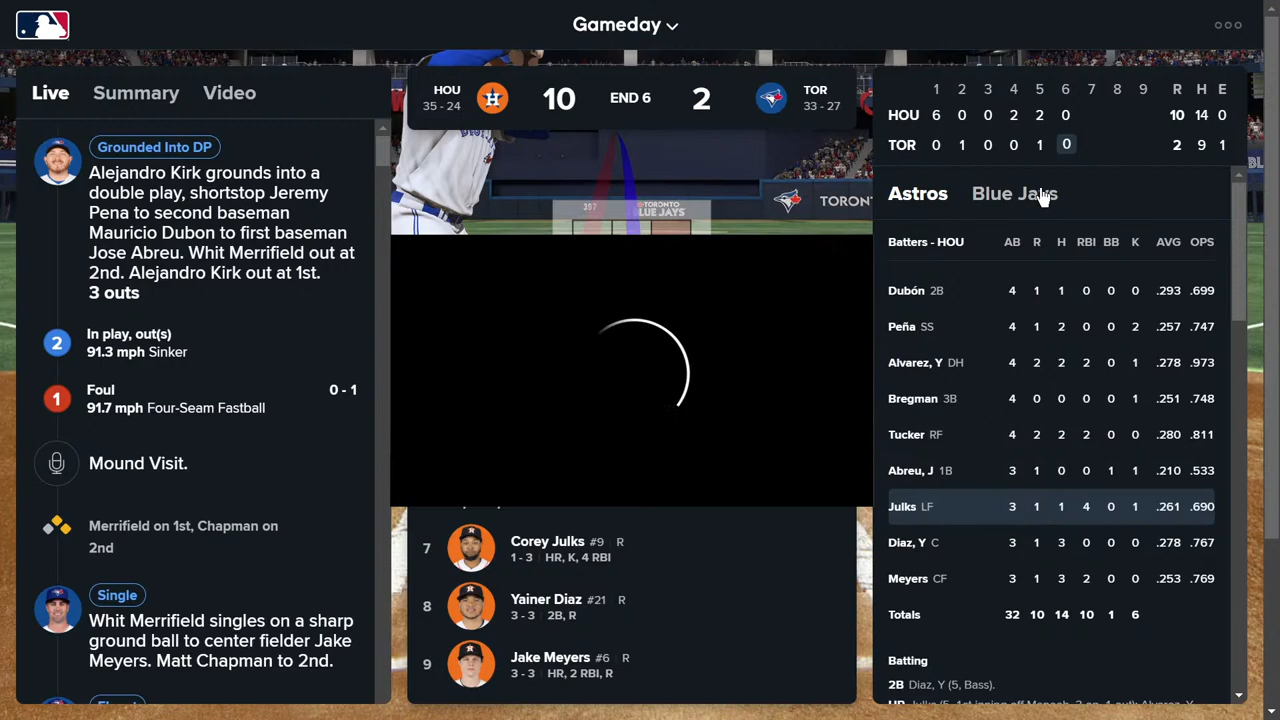 Gameday
Live Summary Video
Grounded Into DP
Alejandro Kirk grounds into a
double play, shortstop Jeremy
Pena to second baseman
Mauricio Dubon to first baseman
Jose Abreu. Whit Merrifield out at
2nd. Alejandro Kirk out at 1st.
3 outs
2
In play, out(s)
91.3 mph Sinker
1
Foul 0 - 1
91.7 mph Four-Seam Fastball
Mound Visit.
Merrifield on 1st, Chapman on
2nd
Single
Whit Merrifield singles on a sharp
ground ball to center fielder Jake
Meyers. Matt Chapman to 2nd.
HOU
35 - 24
10 END 6 2
TOR
33 - 27
397
TORONTO
BLUE JAYS
TORON
7 Corey Julks #9 R
1 - 3 HR, K, 4 RBI
8 Yainer Diaz #21 R
3 - 3 2B, R
9 Jake Meyers #6 R
3 - 3 HR, 2 RBI, R
1 2 3 4 5 6 7 8 9 R H E
HOU 6 0 0 2 2 0 10 14 0
TOR 0 1 0 0 1 0 2 9 1
Astros Blue Jays
Batters - HOU AB R H RBI BB K AVG OPS
Dubón 2B 4 1 1 0 0 0 .293 .699
Peña SS 4 1 2 0 0 2 .257 .747
Alvarez, Y DH 4 2 2 2 0 1 .278 .973
Bregman 3B 4 0 0 0 0 1 .251 .748
Tucker RF 4 2 2 2 0 0 .280 .811
Abreu, J 1B 3 1 0 0 1 1 .210 .533
Julks LF 3 1 1 4 0 1 .261 .690
Diaz, Y C 3 1 3 0 0 0 .278 .767
Meyers CF 3 1 3 2 0 0 .253 .769
Totals 32 10 14 10 1 6
Batting
2B Diaz, Y (5, Bass).